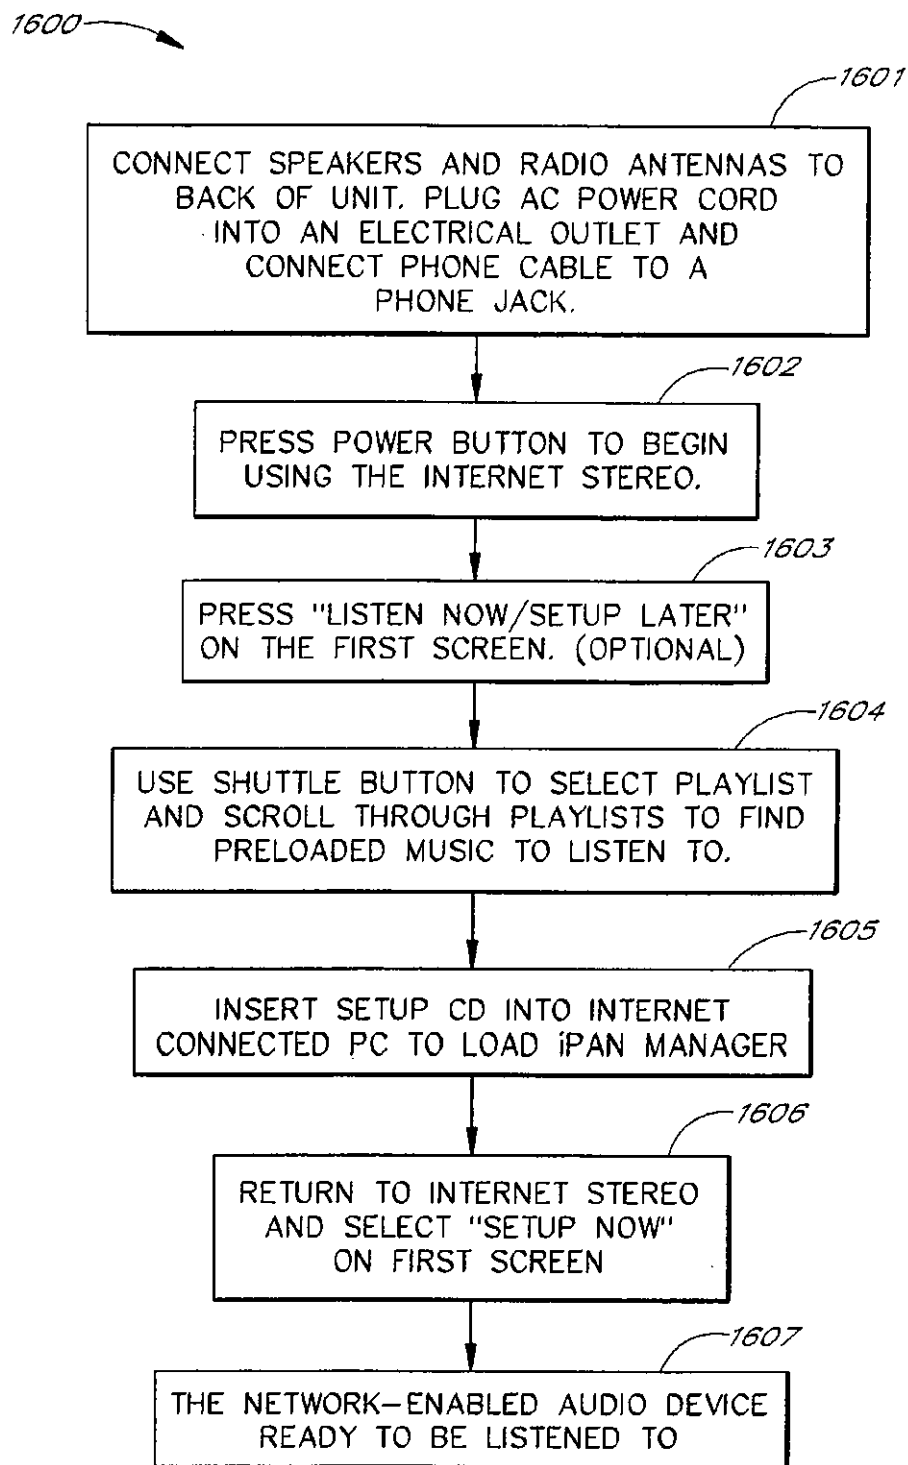 1600
1601
CONNECT SPEAKERS AND RADIO ANTENNAS TO
BACK OF UNIT. PLUG AC POWER CORD
INTO AN ELECTRICAL OUTLET AND
CONNECT PHONE CABLE TO A
PHONE JACK.
1602
PRESS POWER BUTTON TO BEGIN
USING THE INTERNET STEREO.
1603
PRESS "LISTEN NOW/SETUP LATER"
ON THE FIRST SCREEN. (OPTIONAL)
1604
USE SHUTTLE BUTTON TO SELECT PLAYLIST
AND SCROLL THROUGH PLAYLISTS TO FIND
PRELOADED MUSIC TO LISTEN TO.
1605
INSERT SETUP CD INTO INTERNET
CONNECTED PC TO LOAD iPAN MANAGER
1606
RETURN TO INTERNET STEREO
AND SELECT "SETUP NOW"
ON FIRST SCREEN
1607
THE NETWORK-ENABLED AUDIO DEVICE
READY TO BE LISTENED TO